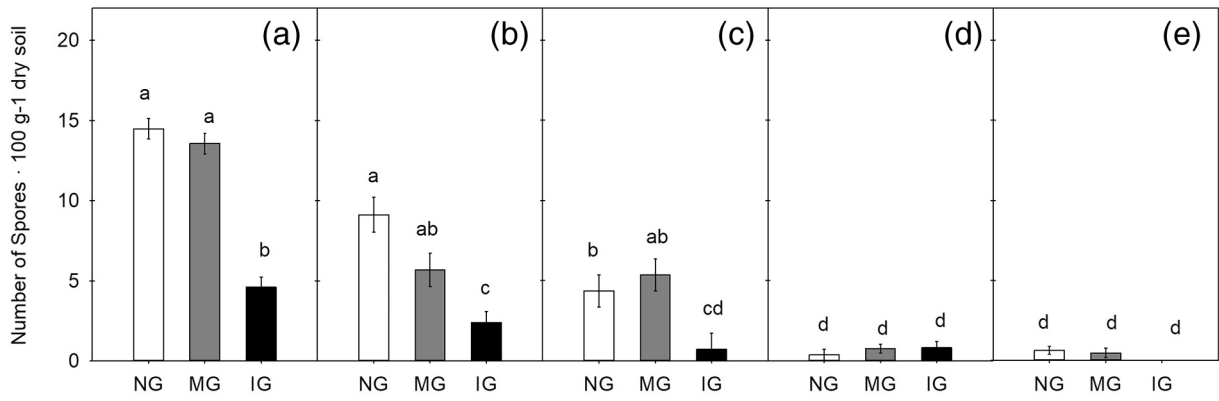 Number of Spores · 100 g-1 dry soil
20
15
10
5
0
(a)
a
a
b
NG MG IG
(b)
a
ab
c
NG MG IG
(c)
b
ab
cd
NG MG IG
(d)
d
d
d
NG MG IG
(e)
d
d
d
NG MG IG